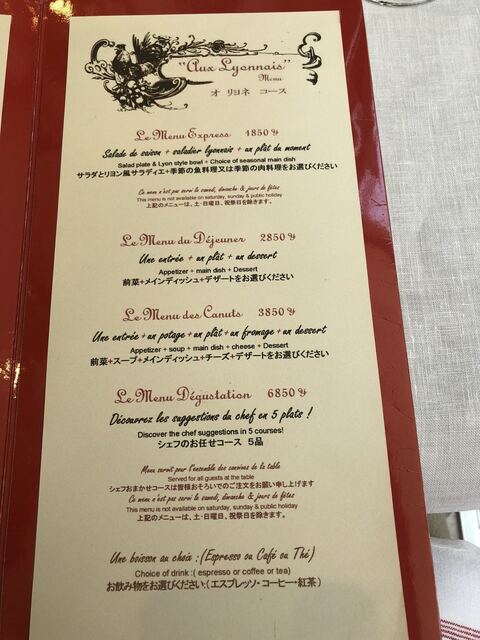 "Aux Lyonnais"
Menu
オ リヨネ コース
Le Menu Express 1850 ¥
Salade de saison + saladier lyonnais + un plât du moment
Salad plate & Lyon style bowl + Choice of seasonal main dish
サラダとリヨン風サラディエ+季節の魚料理又は季節の肉料理をお選びください
Ce menu n'est pas servi le samedi, dimanche & jours de fêtes
This menu is not available on saturday, sunday & public holiday
上記のメニューは、土・日曜日、祝祭日を除きます。
Le Menu du Déjeuner 2850 ¥
Une entrée + un plât + un dessert
Appetizer + main dish + Dessert
前菜+メインディッシュ+デザートをお選びください
Le Menu des Canuts 3850 ¥
Une entrée + un potage + un plât + un fromage + un dessert
Appetizer + soup + main dish + cheese + Dessert
前菜+スープ+メインディッシュ+チーズ+デザートをお選びください
Le Menu Dégustation 6850 ¥
Découvrez les suggestions du chef en 5 plats !
Discover the chef suggestions in 5 courses!
シェフのお任せコース 5品
Menu servit pour l'ensemble des convives de la table
Served for all guests at the table
シェフおまかせコースは皆様おそろいでのご注文をお願い申し上げます
Ce menu n'est pas servi le samedi, dimanche & jours de fêtes
This menu is not available on saturday, sunday & public holiday
上記のメニューは、土・日曜日、祝祭日を除きます。
Une boisson au choix :(Espresso ou Café ou Thé)
Choice of drink :( espresso or coffee or tea)
お飲み物をお選びください:(エスプレッソ・コーヒー・紅茶)